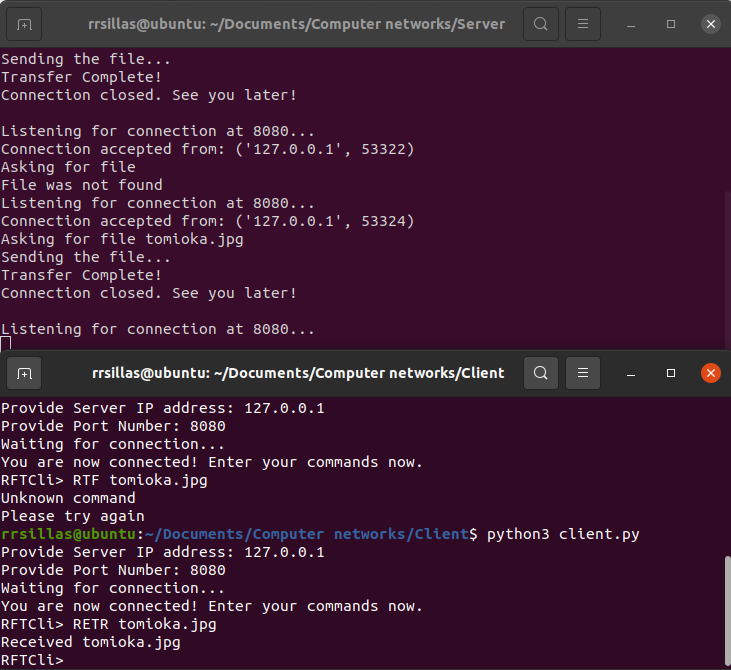 rrsillas@ubuntu: ~/Documents/Computer networks/Server
Sending the file...
Transfer Complete!
Connection closed. See you later!
Listening for connection at 8080...
Connection accepted from: ('127.0.0.1', 53322)
Asking for file
File was not found
Listening for connection at 8080...
Connection accepted from: ('127.0.0.1', 53324)
Asking for file tomioka.jpg
Sending the file...
Transfer Complete!
Connection closed. See you later!
Listening for connection at 8080...
rrsillas@ubuntu: ~/Documents/Computer networks/Client
Provide Server IP address: 127.0.0.1
Provide Port Number: 8080
Waiting for connection...
You are now connected! Enter your commands now.
RFTCli> RTF tomioka.jpg
Unknown command
Please try again
rrsillas@ubuntu:~/Documents/Computer networks/Client$ python3 client.py
Provide Server IP address: 127.0.0.1
Provide Port Number: 8080
Waiting for connection...
You are now connected! Enter your commands now.
RFTCli> RETR tomioka.jpg
Received tomioka.jpg
RFTCli>